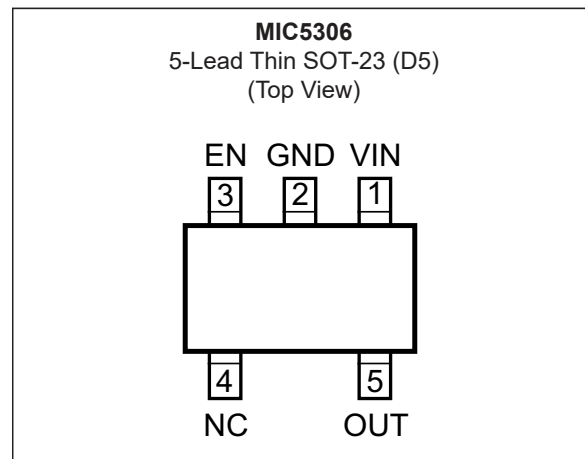 MIC5306
5-Lead Thin SOT-23 (D5)
(Top View)
EN GND VIN
3 2 1
4 5
NC OUT